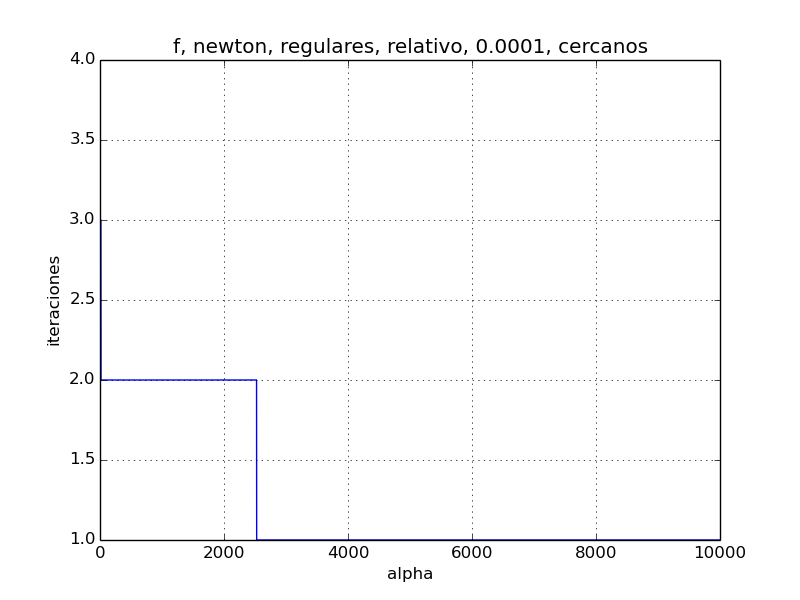 f, newton, regulares, relativo, 0.0001, cercanos
4.0
3.5
3.0
2.5
2.0
1.5
1.0
iteraciones
0 2000 4000 6000 8000 10000
alpha